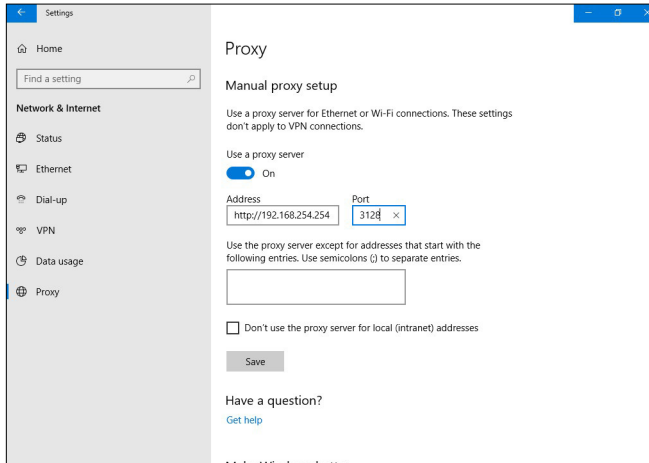 Settings
Home
Find a setting
Network & Internet
Status
Ethernet
Dial-up
VPN
Data usage
Proxy
Proxy
Manual proxy setup
Use a proxy server for Ethernet or Wi-Fi connections. These settings
don't apply to VPN connections.
Use a proxy server
On
Address Port
http://192.168.254.254 3128
Use the proxy server except for addresses that start with the
following entries. Use semicolons (;) to separate entries.
Don't use the proxy server for local (intranet) addresses
Save
Have a question?
Get help